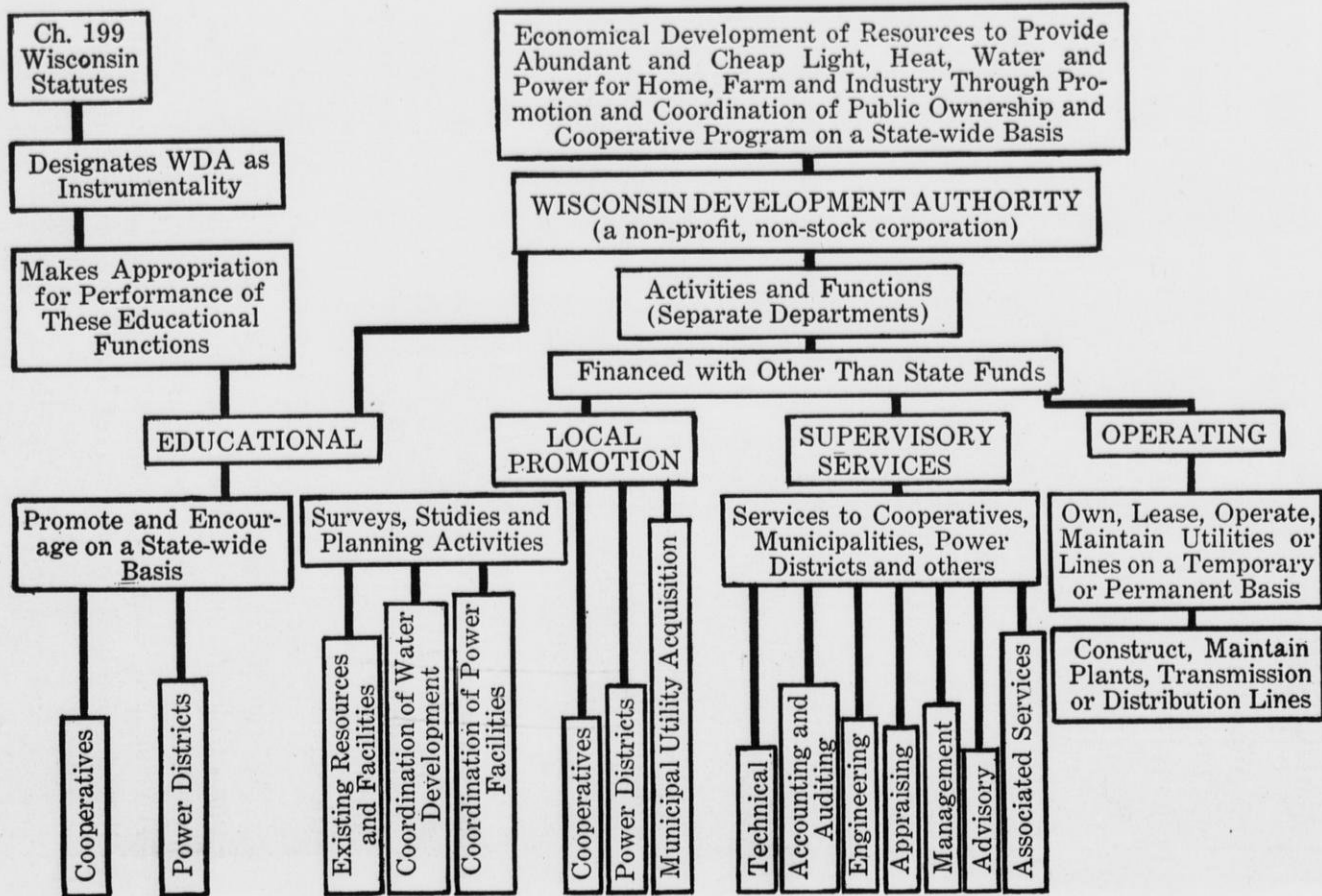 Ch. 199
Wisconsin
Statutes
Designates WDA as
Instrumentality
Makes Appropriation
for Performance of
These Educational
Functions
Economical Development of Resources to Provide
Abundant and Cheap Light, Heat, Water and
Power for Home, Farm and Industry Through Pro-
motion and Coordination of Public Ownership and
Cooperative Program on a State-wide Basis
WISCONSIN DEVELOPMENT AUTHORITY
(a non-profit, non-stock corporation)
Activities and Functions
(Separate Departments)
Financed with Other Than State Funds
EDUCATIONAL
LOCAL
PROMOTION
SUPERVISORY
SERVICES
OPERATING
Promote and Encour-
age on a State-wide
Basis
Surveys, Studies and
Planning Activities
Services to Cooperatives,
Municipalities, Power
Districts and others
Own, Lease, Operate,
Maintain Utilities or
Lines on a Temporary
or Permanent Basis
Construct, Maintain
Plants, Transmission
or Distribution Lines
Cooperatives
Power Districts
Existing Resources
and Facilities
Coordination of Water
Development
Coordination of Power
Facilities
Cooperatives
Power Districts
Municipal Utility Acquisition
Technical
Accounting and
Auditing
Engineering
Appraising
Management
Advisory
Associated Services